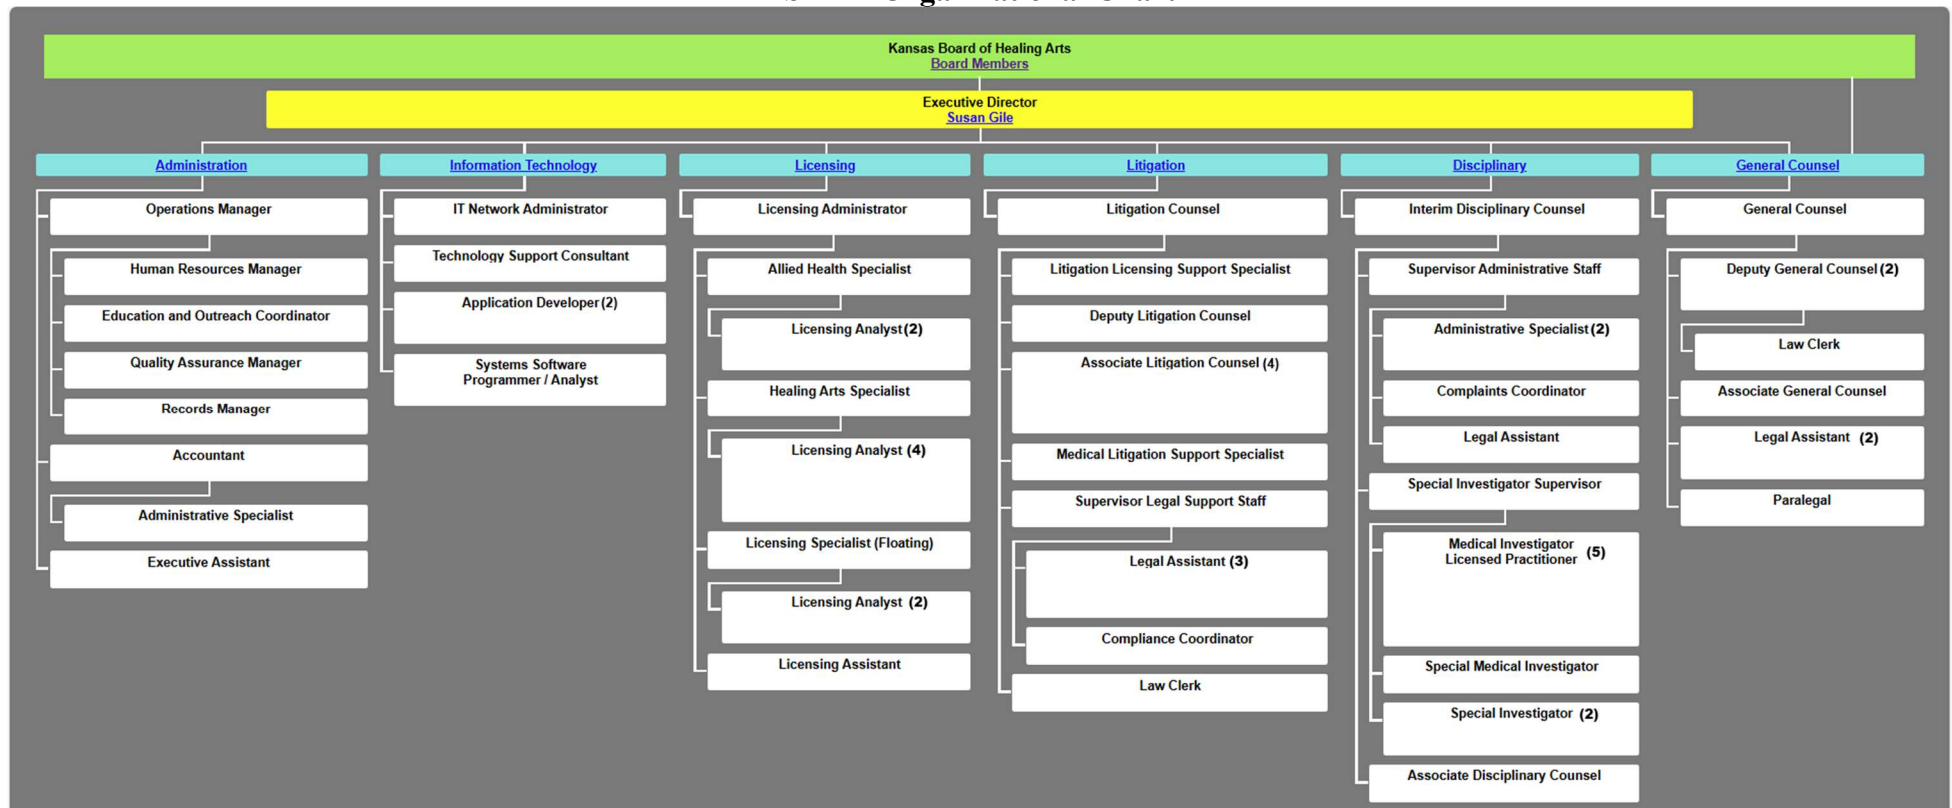 Kansas Board of Healing Arts
Board Members
Executive Director
Susan Gile
Administration
Operations Manager
Human Resources Manager
Education and Outreach Coordinator
Quality Assurance Manager
Records Manager
Accountant
Administrative Specialist
Executive Assistant
Information Technology
IT Network Administrator
Technology Support Consultant
Application Developer (2)
Systems Software
Programmer / Analyst
Licensing
Licensing Administrator
Allied Health Specialist
Licensing Analyst (2)
Healing Arts Specialist
Licensing Analyst (4)
Licensing Specialist (Floating)
Licensing Analyst (2)
Licensing Assistant
Litigation
Litigation Counsel
Litigation Licensing Support Specialist
Deputy Litigation Counsel
Associate Litigation Counsel (4)
Medical Litigation Support Specialist
Supervisor Legal Support Staff
Legal Assistant (3)
Compliance Coordinator
Law Clerk
Disciplinary
Interim Disciplinary Counsel
Supervisor Administrative Staff
Administrative Specialist (2)
Complaints Coordinator
Legal Assistant
Special Investigator Supervisor
Medical Investigator
Licensed Practitioner (5)
Special Medical Investigator
Special Investigator (2)
Associate Disciplinary Counsel
General Counsel
General Counsel
Deputy General Counsel (2)
Law Clerk
Associate General Counsel
Legal Assistant (2)
Paralegal